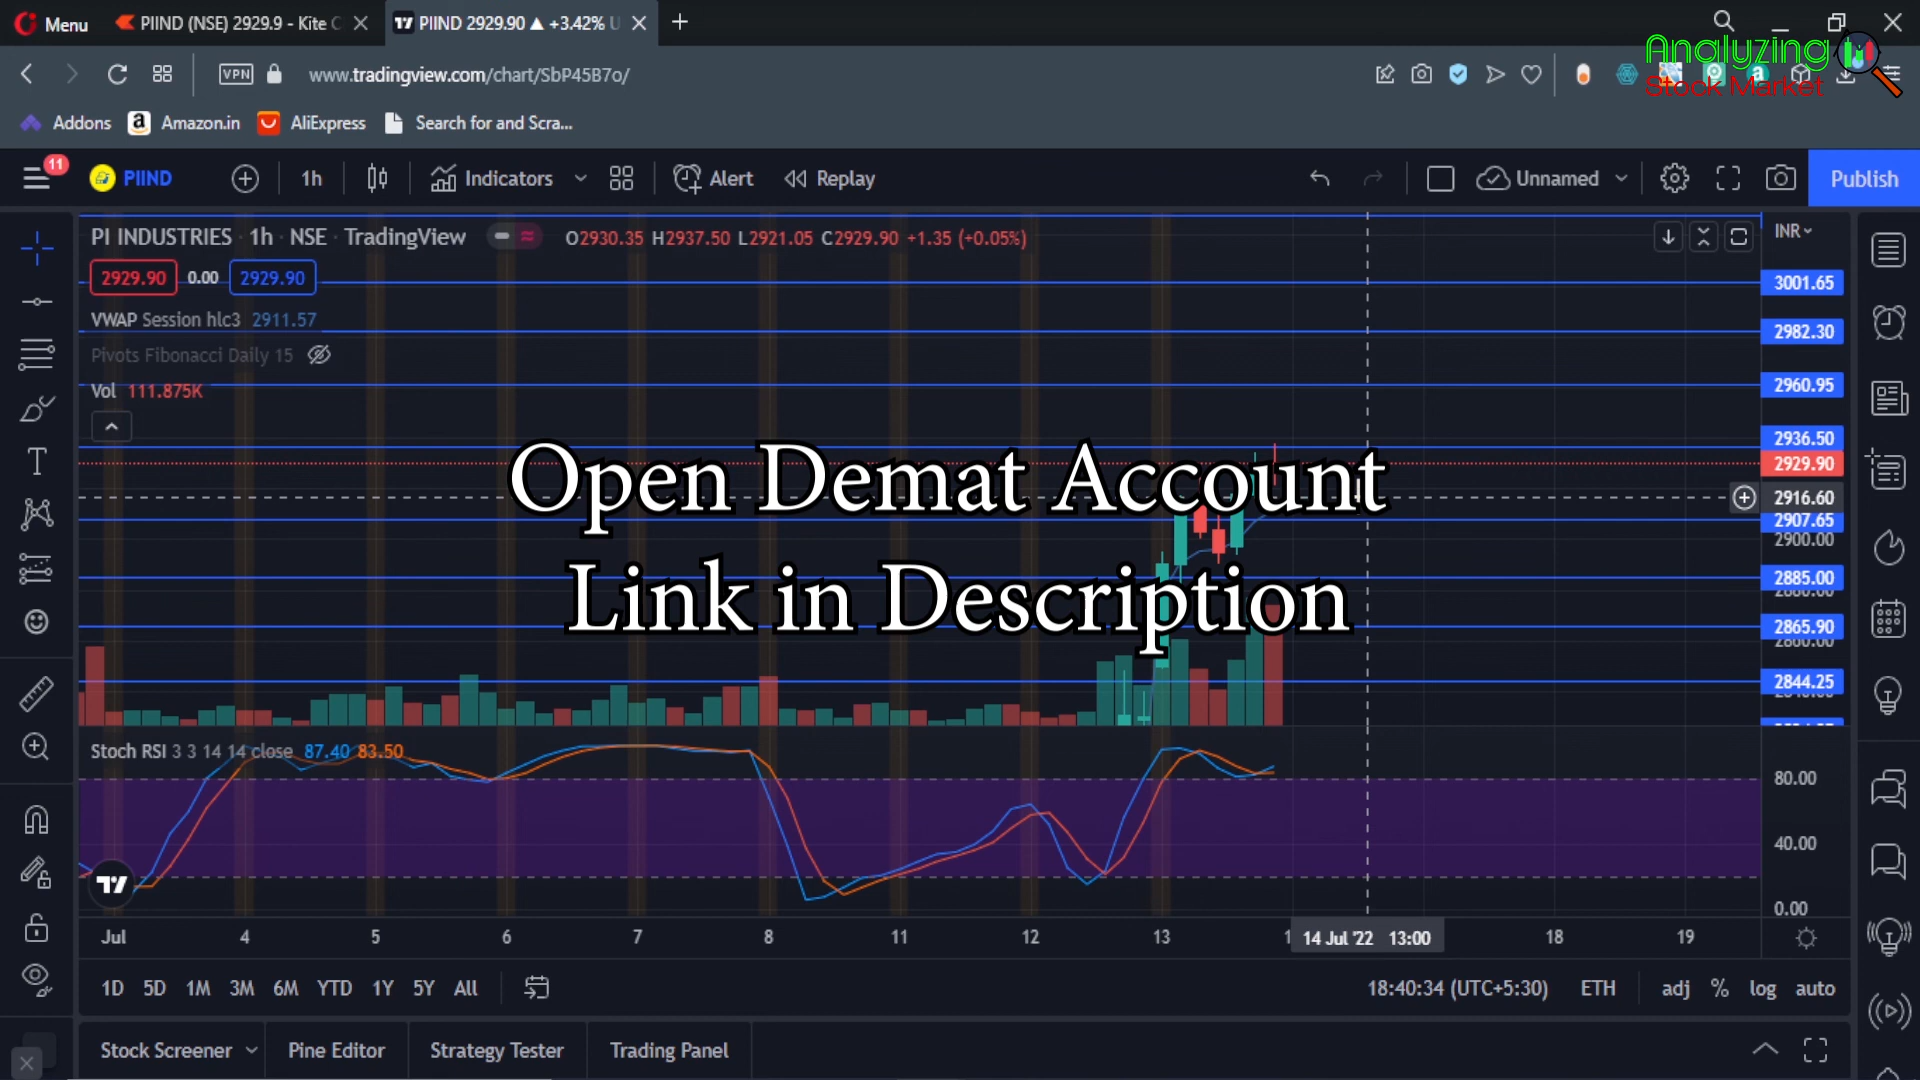 Menu
PIIND (NSE) 2929.9 - Kite C
PIIND 2929.90 ▲ +3.42% U
VPN
www.tradingview.com/chart/SbP45B7o/
Analyzing
Stock Market
Addons
Amazon.in
AliExpress
Search for and Scra...
11
PIIND
1h
Indicators
Alert
Replay
Unnamed
Publish
PI INDUSTRIES · 1h · NSE · TradingView
O2930.35 H2937.50 L2921.05 C2929.90 +1.35 (+0.05%)
INR
2929.90 0.00 2929.90
VWAP Session hlc3 2911.57
Pivots Fibonacci Daily 15
Vol 111.875K
3001.65
2982.30
2960.95
2936.50
2929.90
2916.60
2907.65
2900.00
2885.00
2865.90
2844.25
Open Demat Account
Link in Description
Stoch RSI 3 3 14 14 close 87.40 83.50
80.00
40.00
0.00
Jul 4 5 6 7 8 11 12 13 14 Jul '22 13:00 18 19
1D 5D 1M 3M 6M YTD 1Y 5Y All
18:40:34 (UTC+5:30) ETH adj % log auto
Stock Screener Pine Editor Strategy Tester Trading Panel